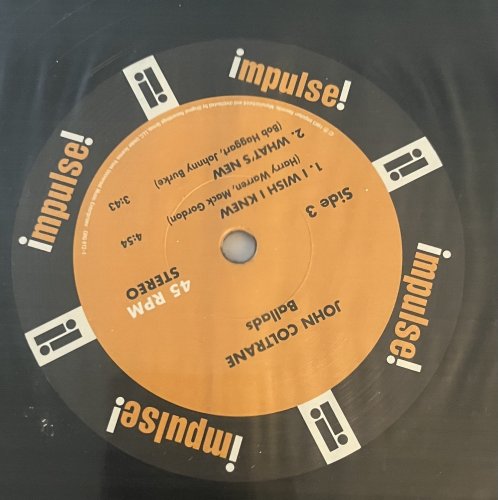 JOHN COLTRANE
Ballads
45 RPM
STEREO
Side 3
1. I WISH I KNEW 4:54
(Harry Warren, Mack Gordon)
2. WHAT'S NEW 3:43
(Bob Haggart, Johnny Burke)
impulse!
impulse!
impulse!
impulse!
i!
i!
i!